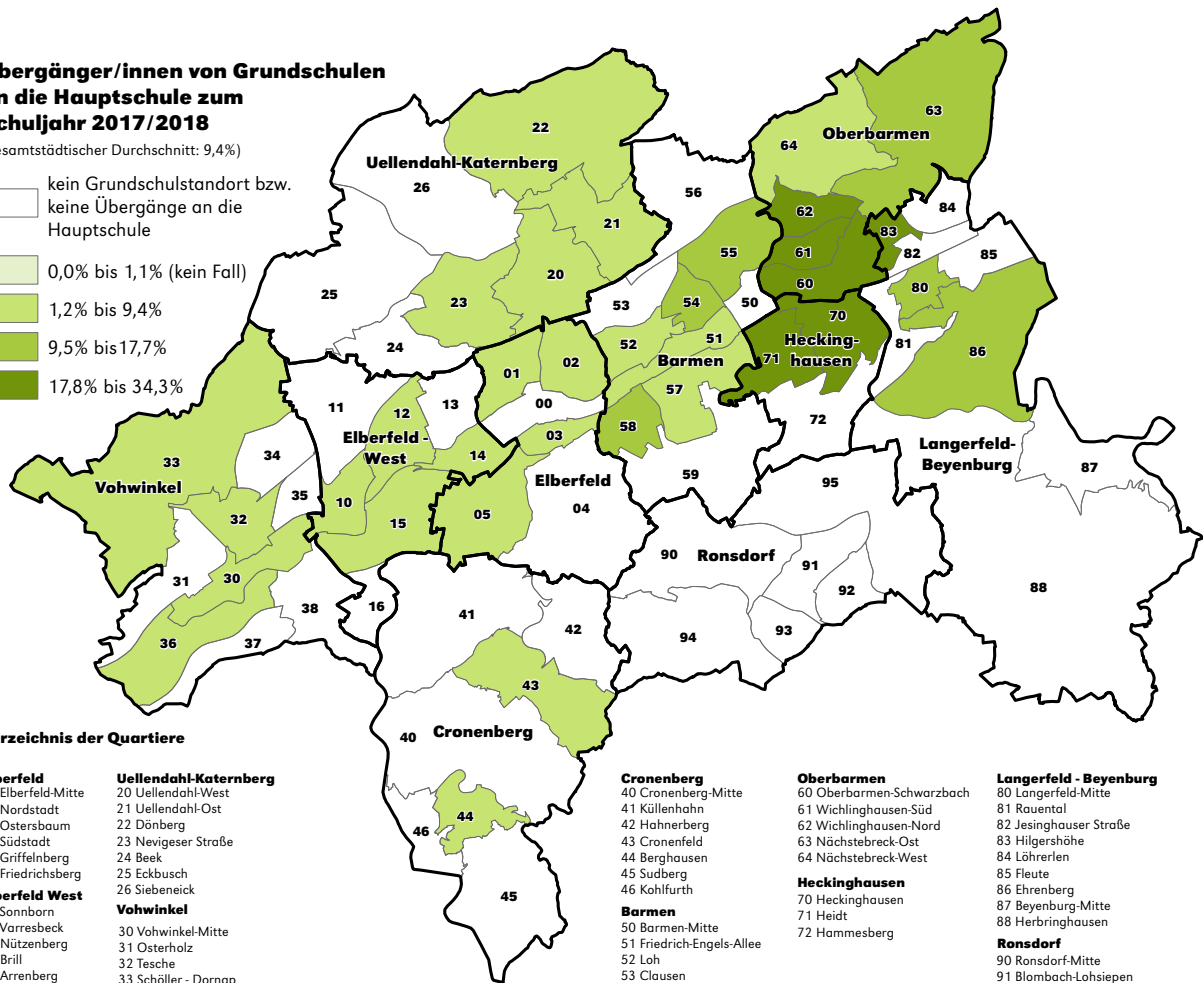 bergänger/innen von Grundschulen
n die Hauptschule zum
chuljahr 2017/2018
esamtstädtischer Durchschnitt: 9,4%)
kein Grundschulstandort bzw.
keine Übergänge an die
Hauptschule
0,0% bis 1,1% (kein Fall)
1,2% bis 9,4%
9,5% bis17,7%
17,8% bis 34,3%
22
Uellendahl-Katernberg
26
21
20
25
23
24
56
55
53
54
50
52
51
Barmen
57
58
59
63
Oberbarmen
64
62
61
60
84
83
82
85
80
81
86
70
Hecking-
hausen
71
72
Langerfeld-
Beyenburg
87
88
01
02
00
03
Elberfeld
04
05
11
12
13
Elberfeld -
West
14
10
15
16
33
34
Vohwinkel
35
32
31
30
38
36
37
95
90
Ronsdorf
91
92
93
94
41
42
43
40
Cronenberg
44
46
45
rzeichnis der Quartiere
erfeld
Elberfeld-Mitte
Nordstadt
Ostersbaum
Südstadt
Griffelnberg
Friedrichsberg
erfeld West
Sonnborn
Varresbeck
Nützenberg
Brill
Arrenberg
Uellendahl-Katernberg
20 Uellendahl-West
21 Uellendahl-Ost
22 Dönberg
23 Nevigeser Straße
24 Beek
25 Eckbusch
26 Siebeneick
Vohwinkel
30 Vohwinkel-Mitte
31 Osterholz
32 Tesche
33 Schöller - Dornap
Cronenberg
40 Cronenberg-Mitte
41 Küllenhahn
42 Hahnerberg
43 Cronenfeld
44 Berghausen
45 Sudberg
46 Kohlfurth
Barmen
50 Barmen-Mitte
51 Friedrich-Engels-Allee
52 Loh
53 Clausen
Oberbarmen
60 Oberbarmen-Schwarzbach
61 Wichlinghausen-Süd
62 Wichlinghausen-Nord
63 Nächstebreck-Ost
64 Nächstebreck-West
Heckinghausen
70 Heckinghausen
71 Heidt
72 Hammesberg
Langerfeld - Beyenburg
80 Langerfeld-Mitte
81 Rauental
82 Jesinghauser Straße
83 Hilgershöhe
84 Löhrerlen
85 Fleute
86 Ehrenberg
87 Beyenburg-Mitte
88 Herbringhausen
Ronsdorf
90 Ronsdorf-Mitte
91 Blombach-Lohsiepen